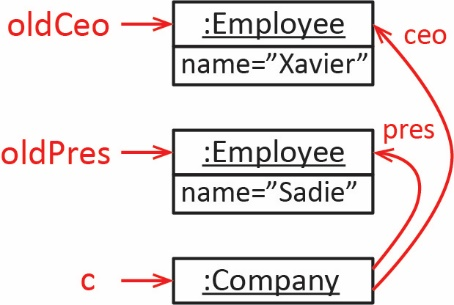 oldCeo
:Employee
ceo
name=”Xavier”
pres
oldPres
:Employee
name=”Sadie”
c
:Company